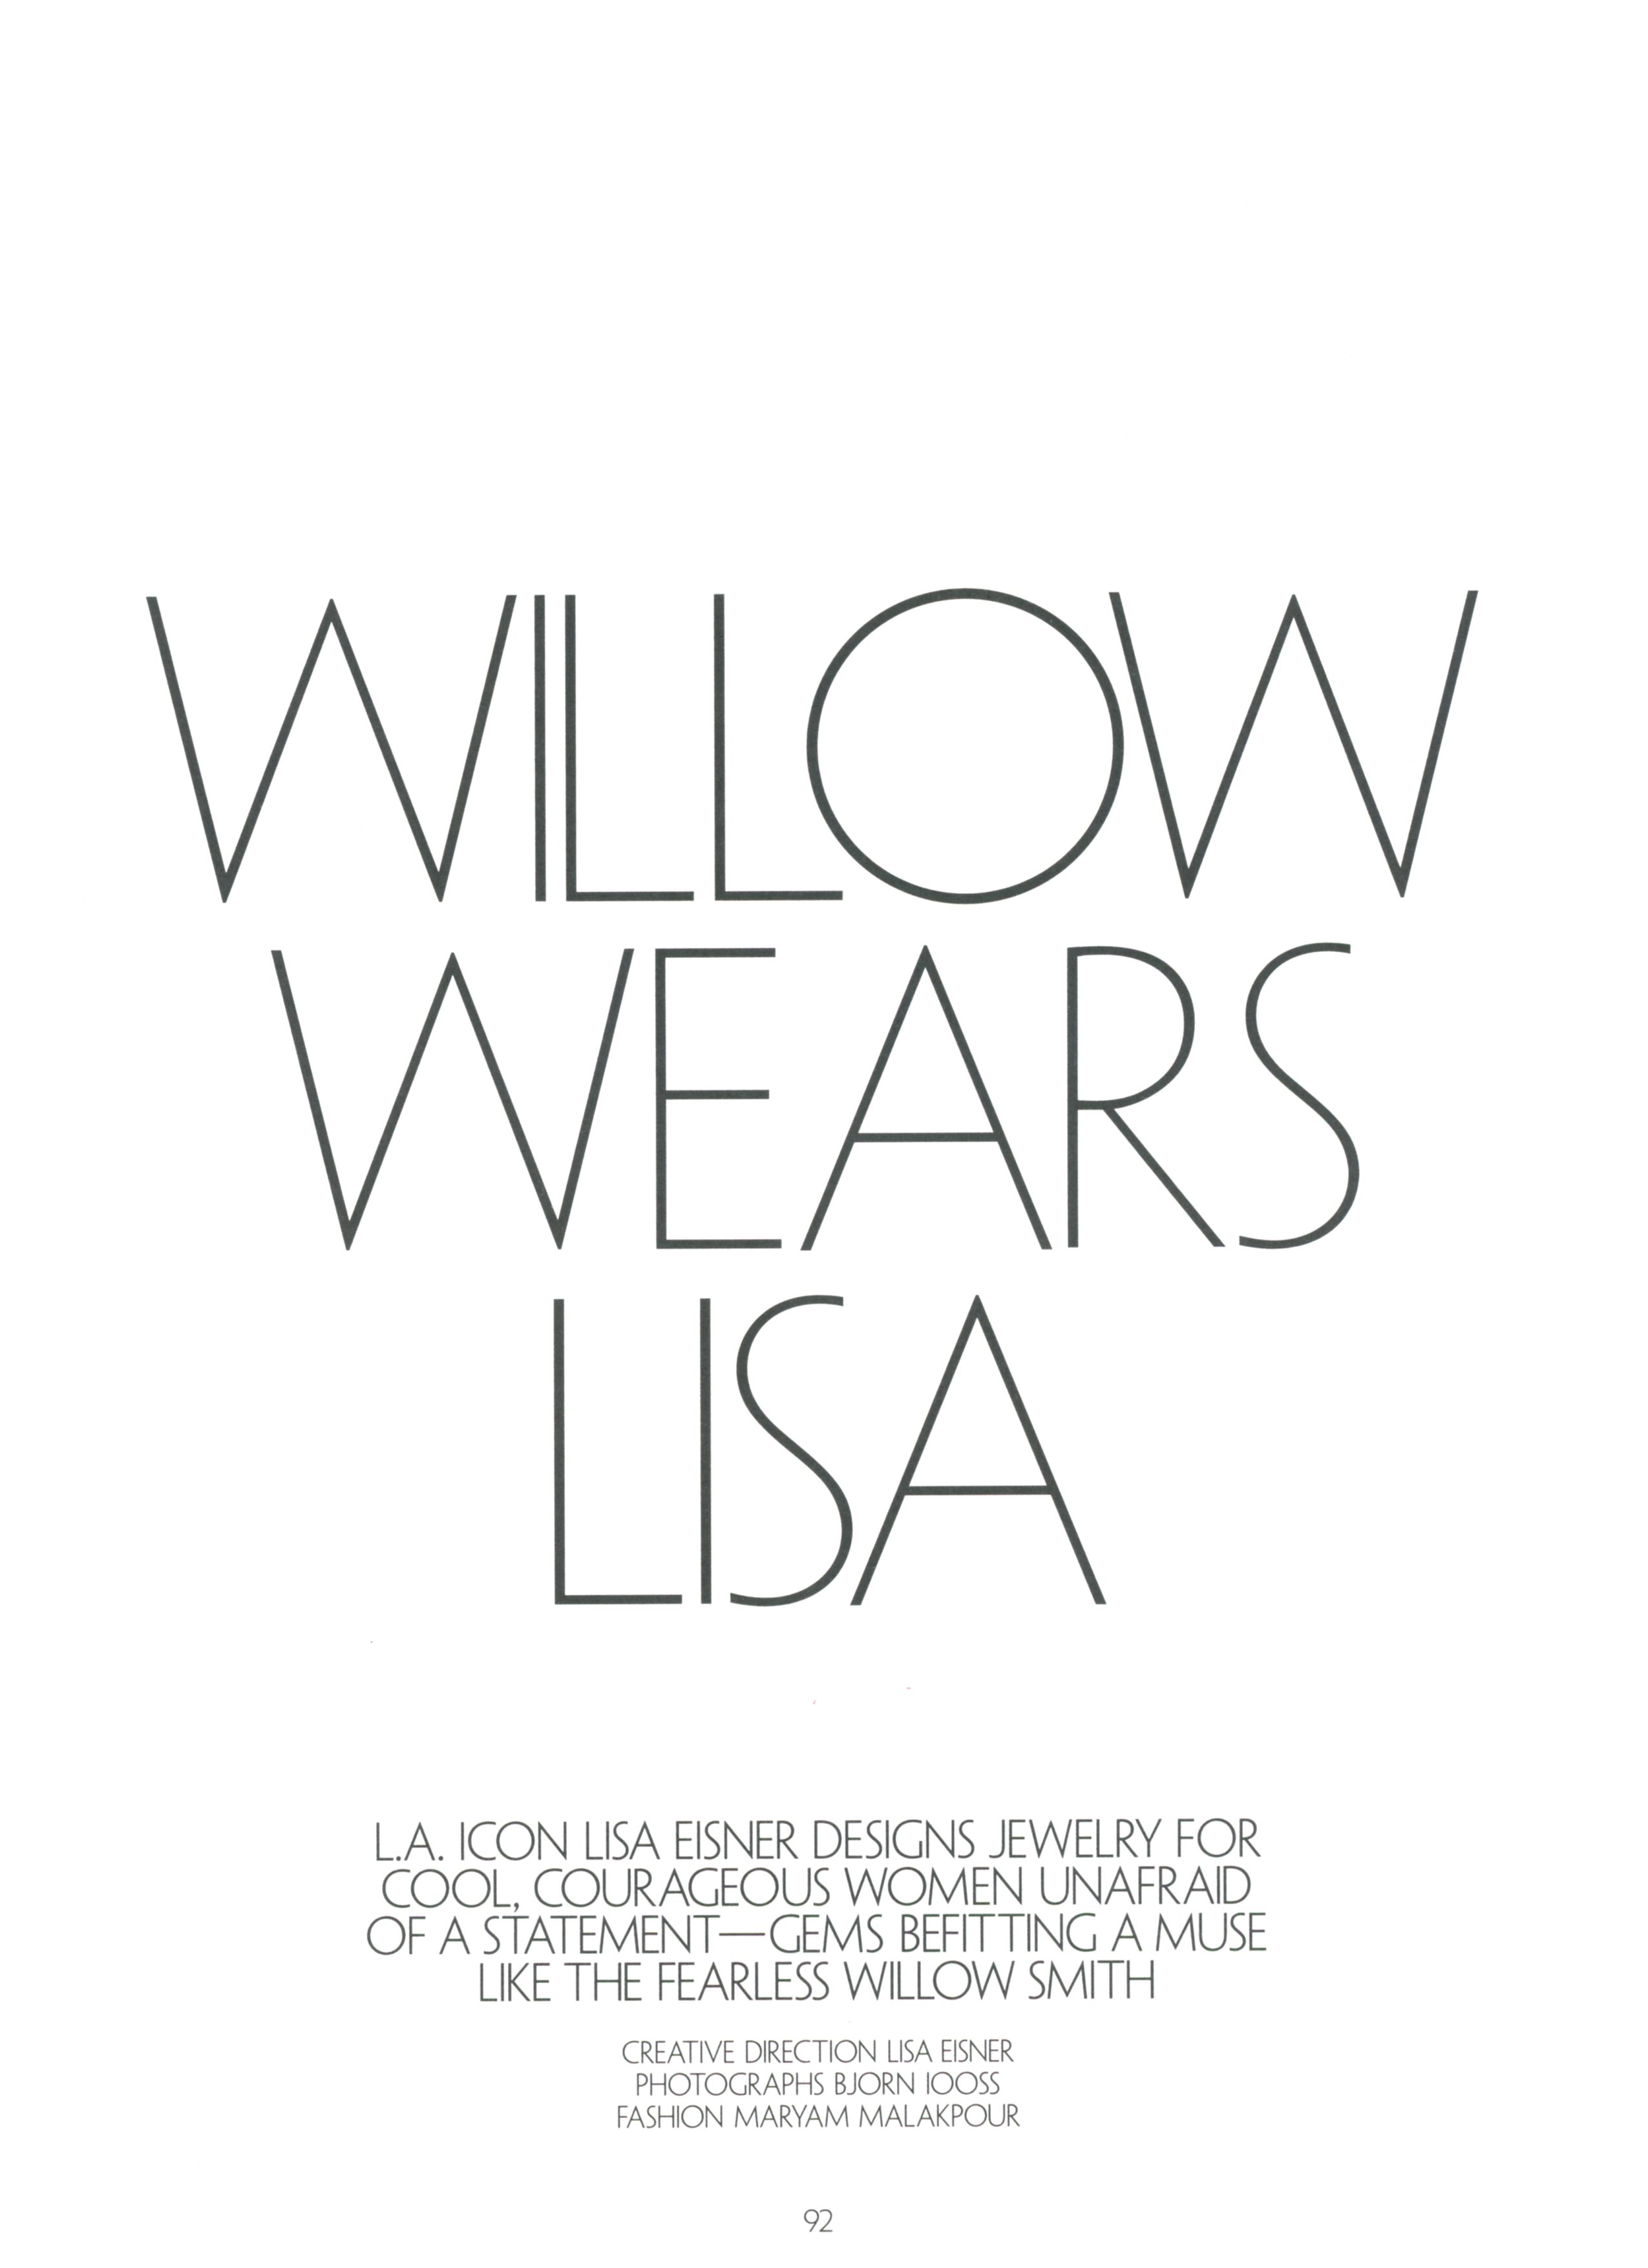 WILLOW
WEARS
LISA
L.A. ICON LISA EISNER DESIGNS JEWELRY FOR
COOL, COURAGEOUS WOMEN UNAFRAID
OF A STATEMENT—GEMS BEFITTING A MUSE
LIKE THE FEARLESS WILLOW SMITH
CREATIVE DIRECTION LISA EISNER
PHOTOGRAPHS BJORN IOOSS
FASHION MARYAM MALAKPOUR
92